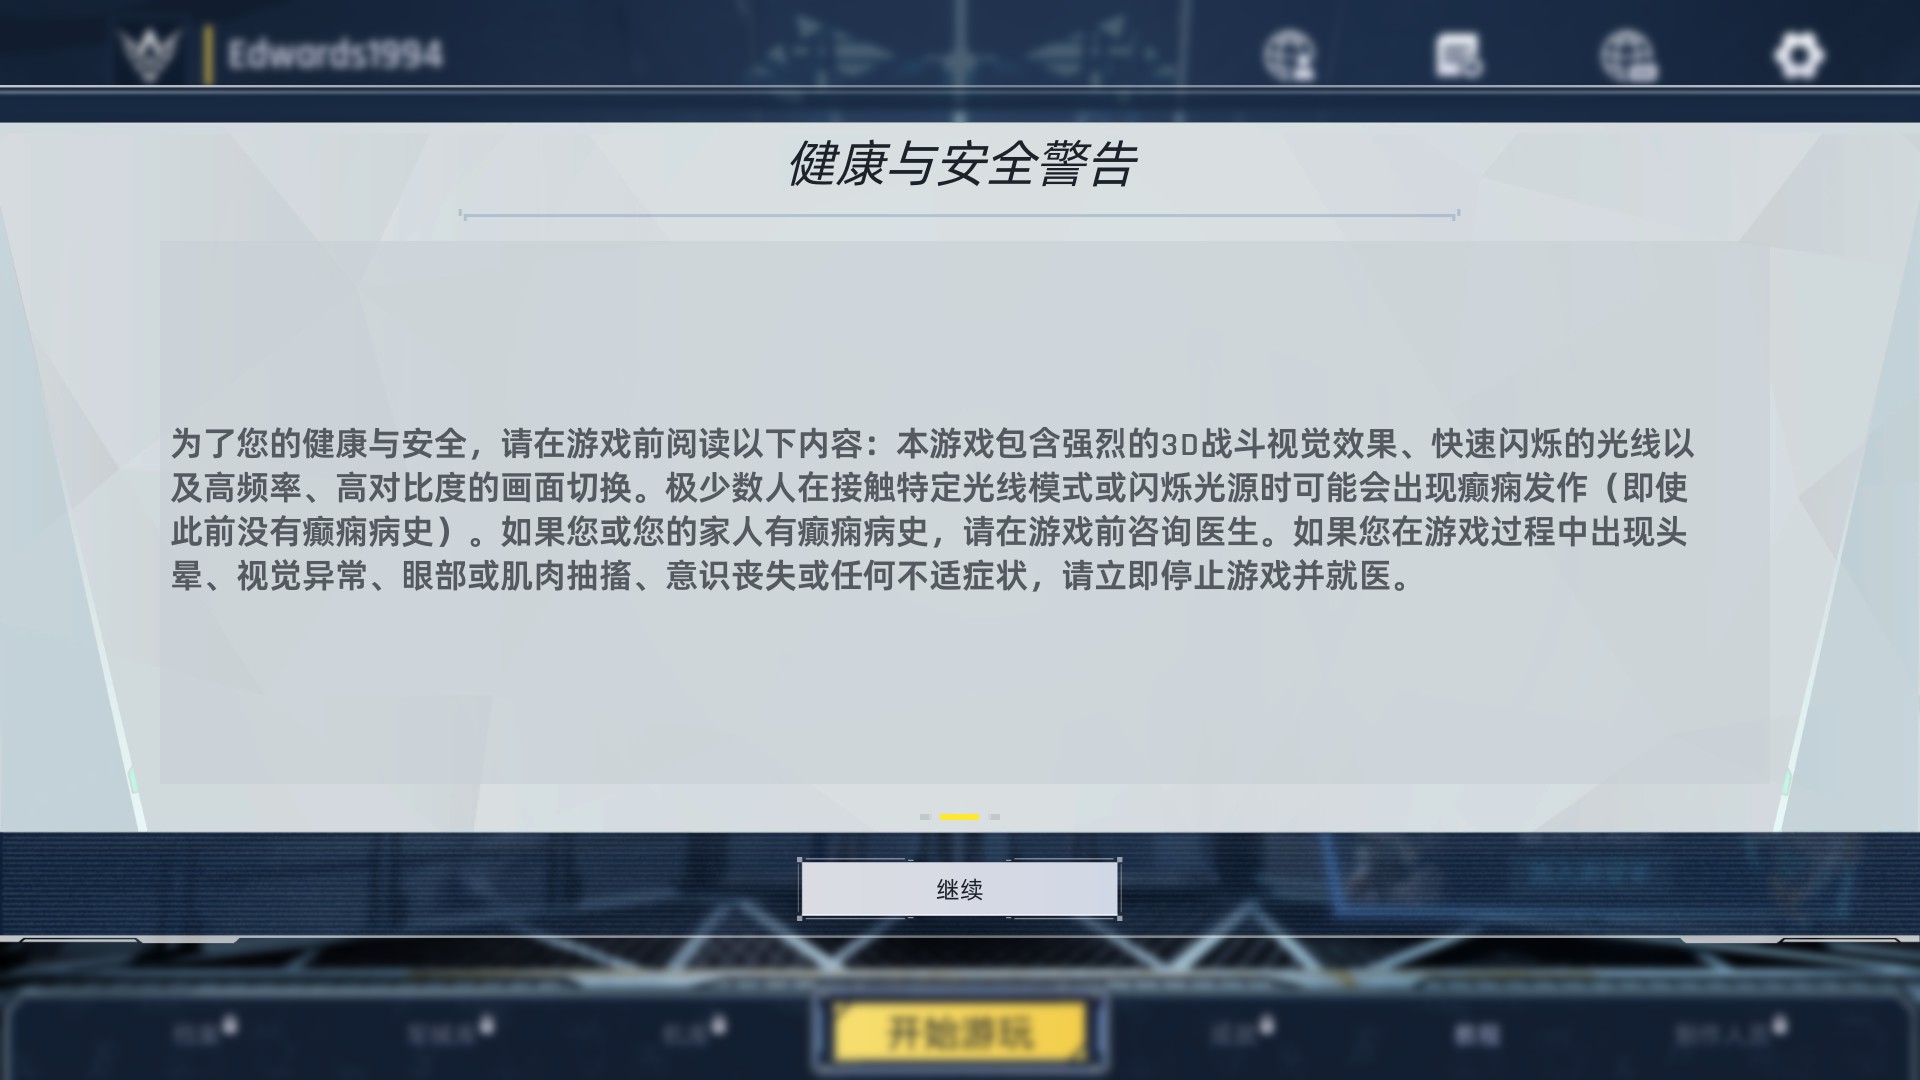 Edwards1994
健康与安全警告
为了您的健康与安全，请在游戏前阅读以下内容：本游戏包含强烈的3D战斗视觉效果、快速闪烁的光线以
及高频率、高对比度的画面切换。极少数人在接触特定光线模式或闪烁光源时可能会出现癫痫发作（即使
此前没有癫痫病史）。如果您或您的家人有癫痫病史，请在游戏前咨询医生。如果您在游戏过程中出现头
晕、视觉异常、眼部或肌肉抽搐、意识丧失或任何不适症状，请立即停止游戏并就医。
继续
开始游玩